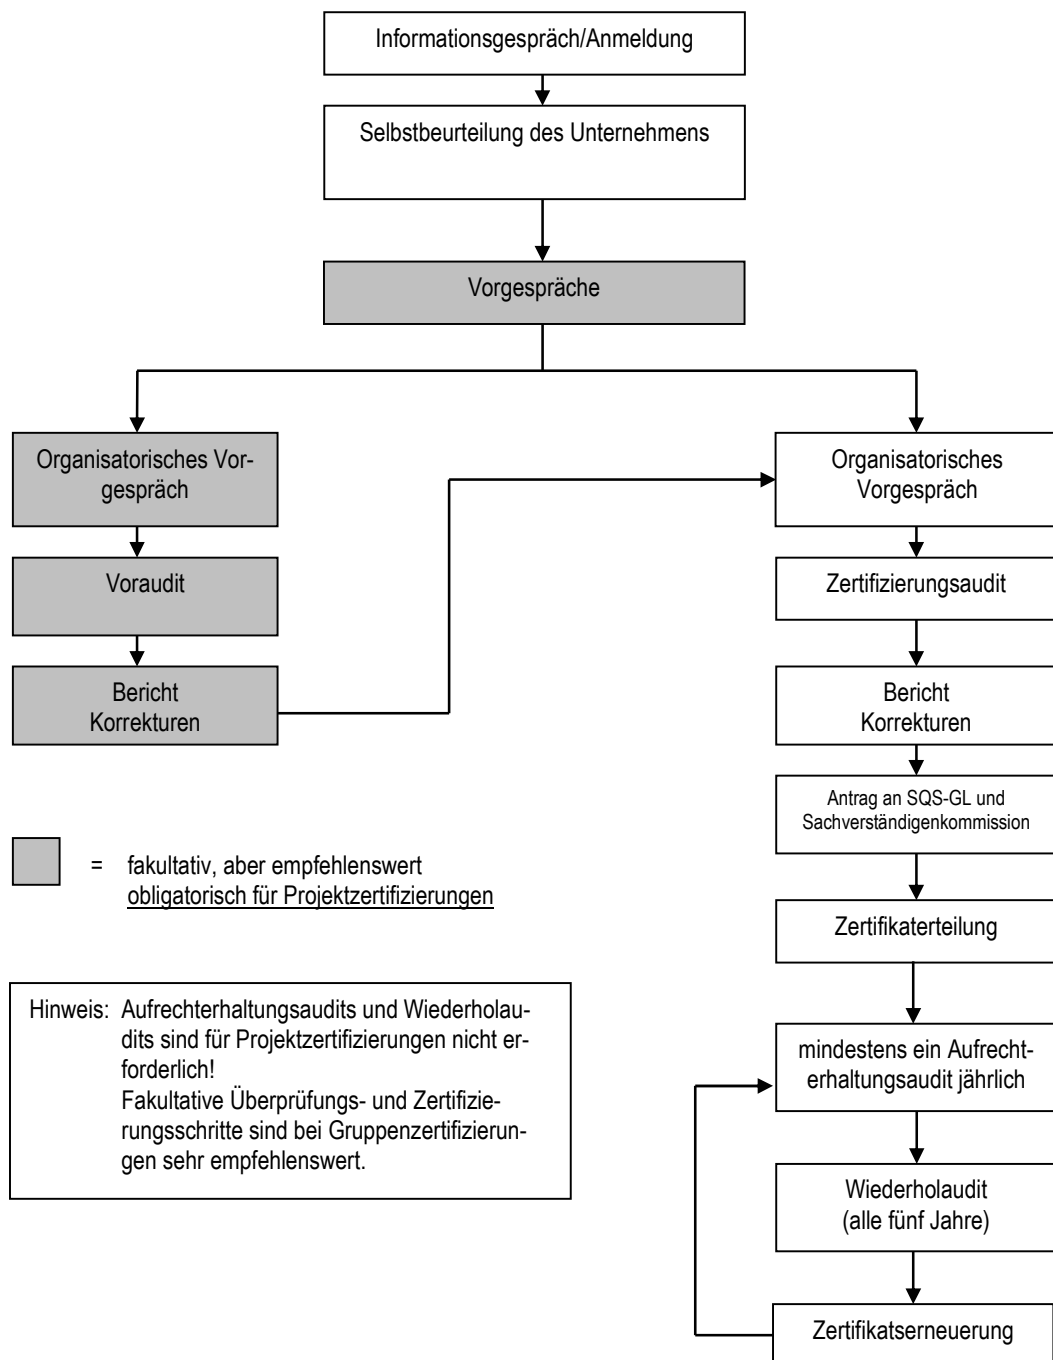 Informationsgespräch/Anmeldung
Selbstbeurteilung des Unternehmens
Vorgespräche
Organisatorisches Vor-
gespräch
Voraudit
Bericht
Korrekturen
Organisatorisches
Vorgespräch
Zertifizierungsaudit
Bericht
Korrekturen
Antrag an SQS-GL und
Sachverständigenkommission
Zertifikaterteilung
mindestens ein Aufrecht-
erhaltungsaudit jährlich
Wiederholaudit
(alle fünf Jahre)
Zertifikatserneuerung
= fakultativ, aber empfehlenswert
obligatorisch für Projektzertifizierungen
Hinweis: Aufrechterhaltungsaudits und Wiederholau-
dits sind für Projektzertifizierungen nicht er-
forderlich!
Fakultative Überprüfungs- und Zertifizie-
rungsschritte sind bei Gruppenzertifizierun-
gen sehr empfehlenswert.